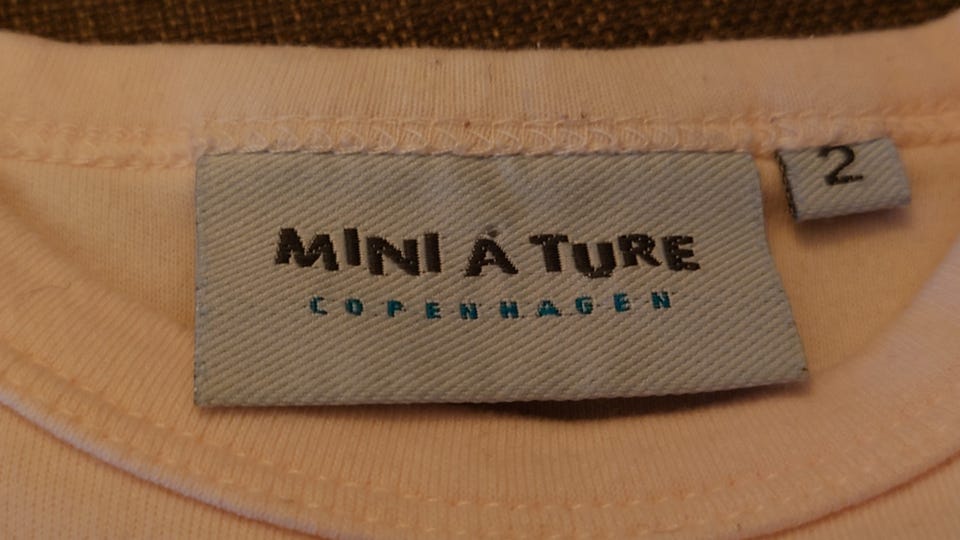 MINI A TURE
COPENHAGEN
2